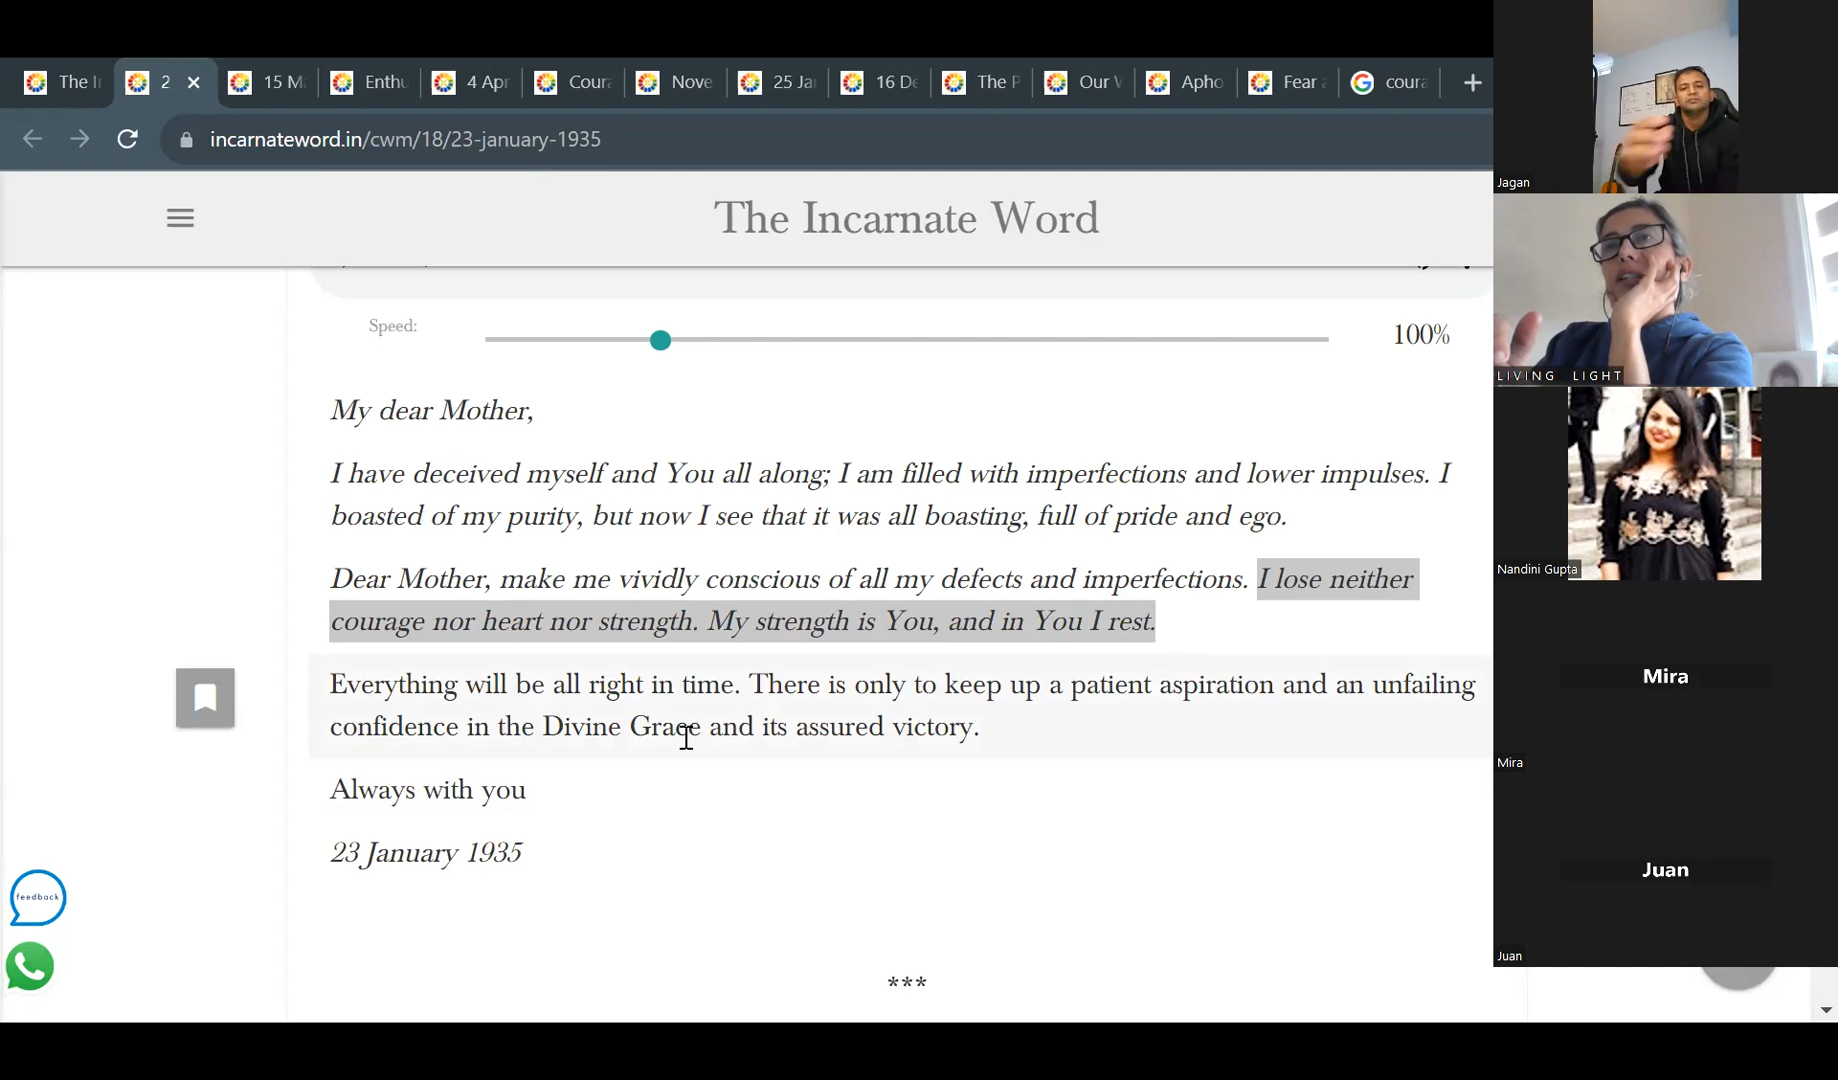 The I
2
15 Ma
Enthu
4 Apr
Coura
Nove
25 Ja
16 De
The P
Our V
Apho
Fear a
coura
incarnateword.in/cwm/18/23-january-1935
The Incarnate Word
Speed:
100%
My dear Mother,
I have deceived myself and You all along; I am filled with imperfections and lower impulses. I
boasted of my purity, but now I see that it was all boasting, full of pride and ego.
Dear Mother, make me vividly conscious of all my defects and imperfections. I lose neither
courage nor heart nor strength. My strength is You, and in You I rest.
Everything will be all right in time. There is only to keep up a patient aspiration and an unfailing
confidence in the Divine Grace and its assured victory.
Always with you
23 January 1935
***
feedback
Jagan
LIVING LIGHT
Nandini Gupta
Mira
Mira
Juan
Juan